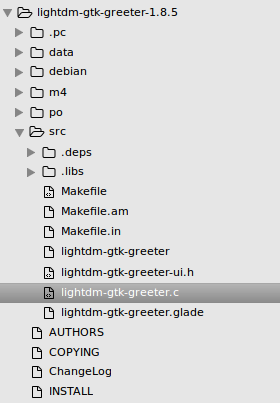 lightdm-gtk-greeter-1.8.5
.pc
data
debian
m4
po
src
.deps
.libs
Makefile
Makefile.am
Makefile.in
lightdm-gtk-greeter
lightdm-gtk-greeter-ui.h
lightdm-gtk-greeter.c
lightdm-gtk-greeter.glade
AUTHORS
COPYING
ChangeLog
INSTALL